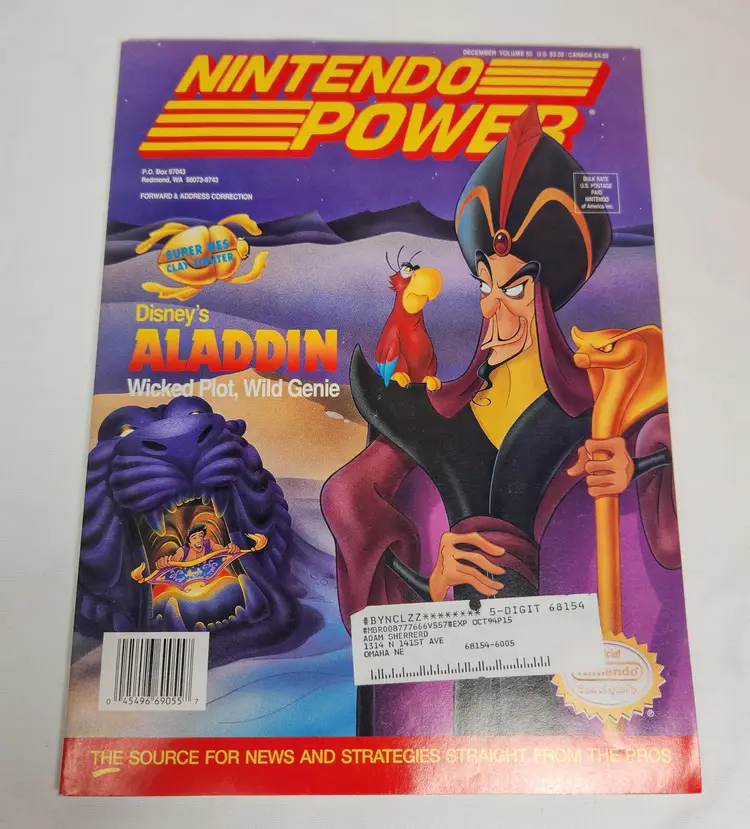 DECEMBER VOLUME 55 U.S. $3.50 / CANADA $4.50
NINTENDO
POWER®
P.O. Box 97043
Redmond, WA 98073-9743
FORWARD & ADDRESS CORRECTION
BULK RATE
U.S. POSTAGE
PAID
NINTENDO
of America Inc.
SUPER NES
CLAY FIGHTER
Disney's
ALADDIN
Wicked Plot, Wild Genie
#BYNCLZZ******** 5-DIGIT 68154
#MBR008777666V557#EXP OCT94P15
ADAM SHERRERD
1314 N 141ST AVE
OMAHA NE 68154-6005
Official
Nintendo
Seal of Quality
®
0 45496 69055 7
THE SOURCE FOR NEWS AND STRATEGIES STRAIGHT FROM THE PROS